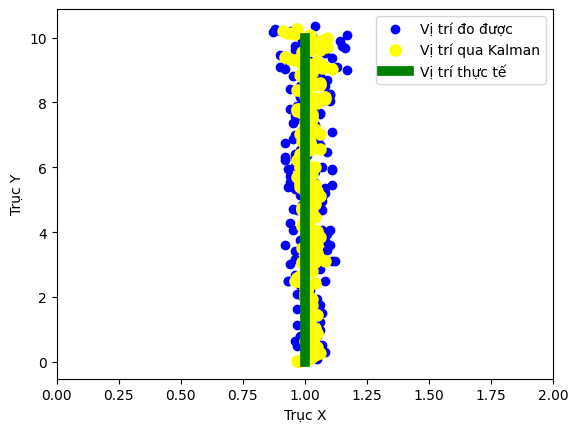 Vị trí đo được
Vị trí qua Kalman
Vị trí thực tế
10
8
6
4
2
0
Trục Y
0.00 0.25 0.50 0.75 1.00 1.25 1.50 1.75 2.00
Trục X